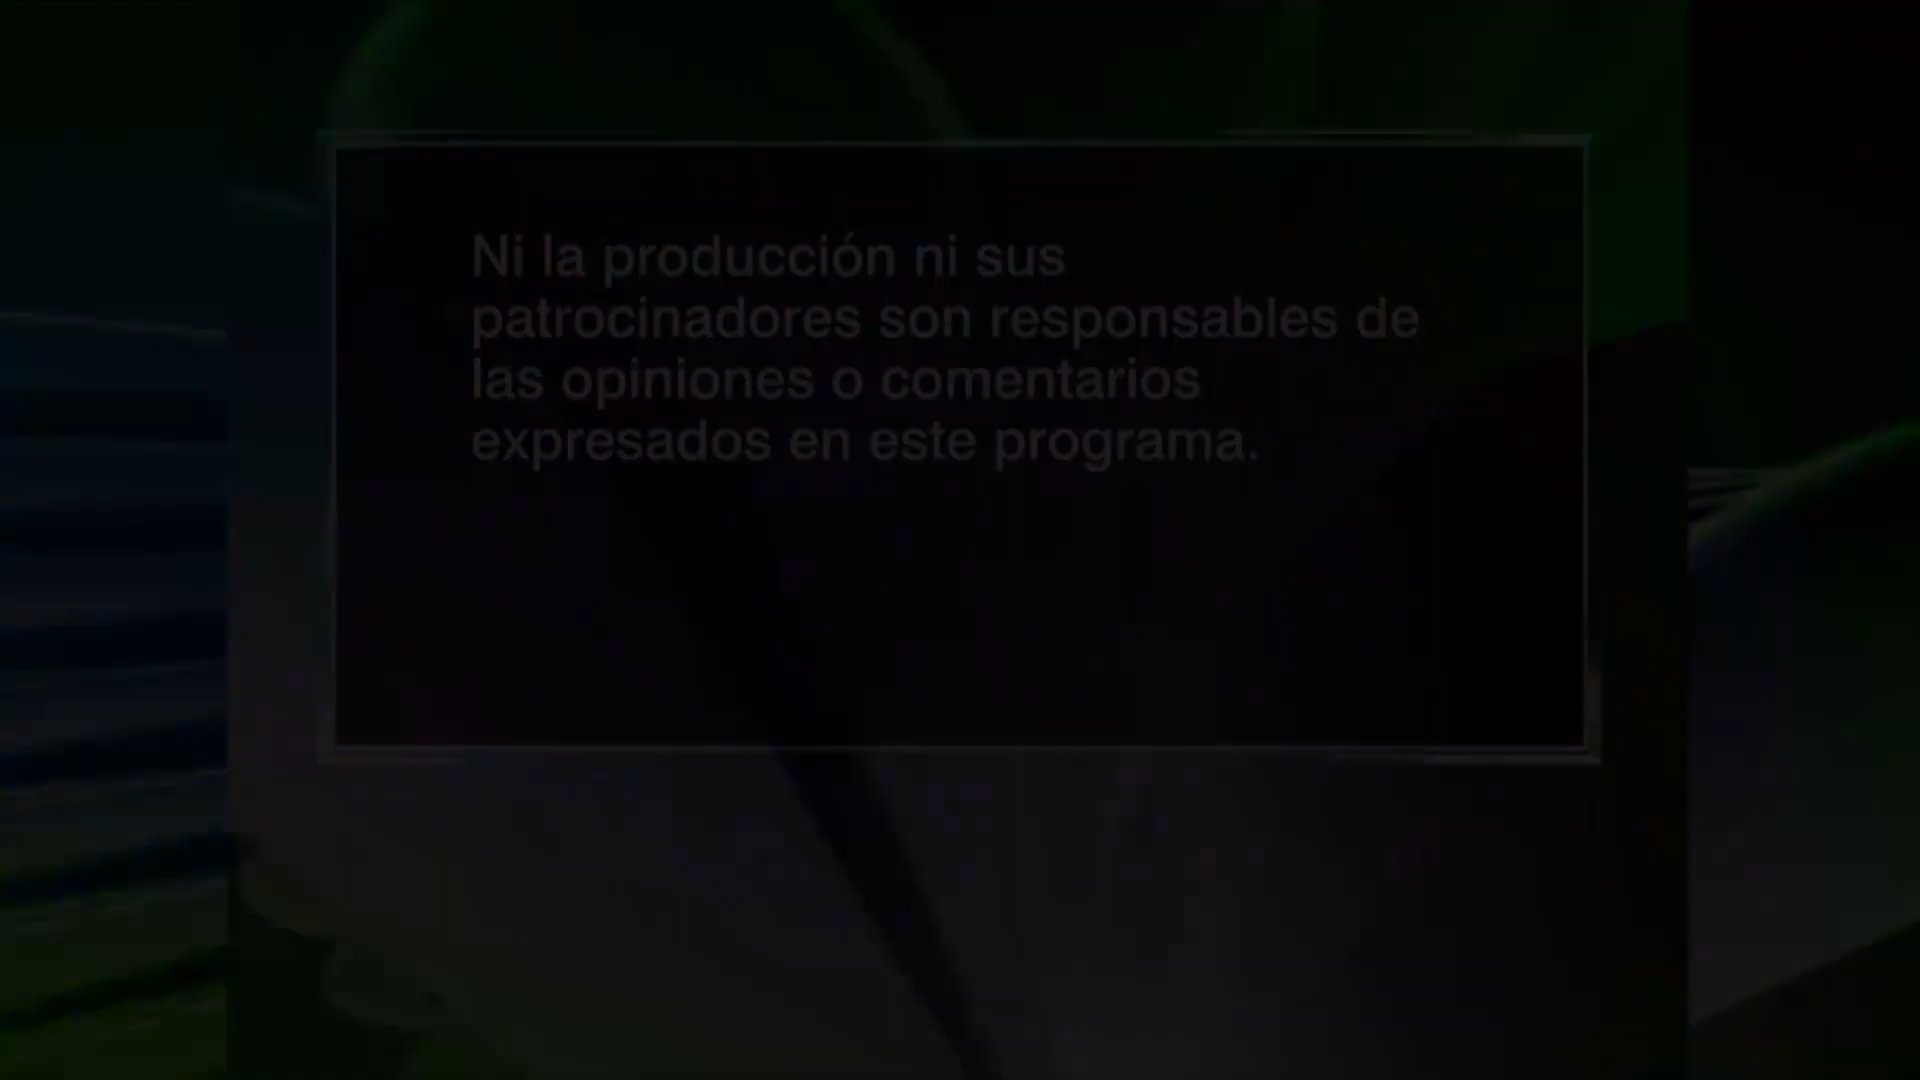 Ni la producción ni sus
patrocinadores son responsables de
las opiniones o comentarios
expresados en este programa.